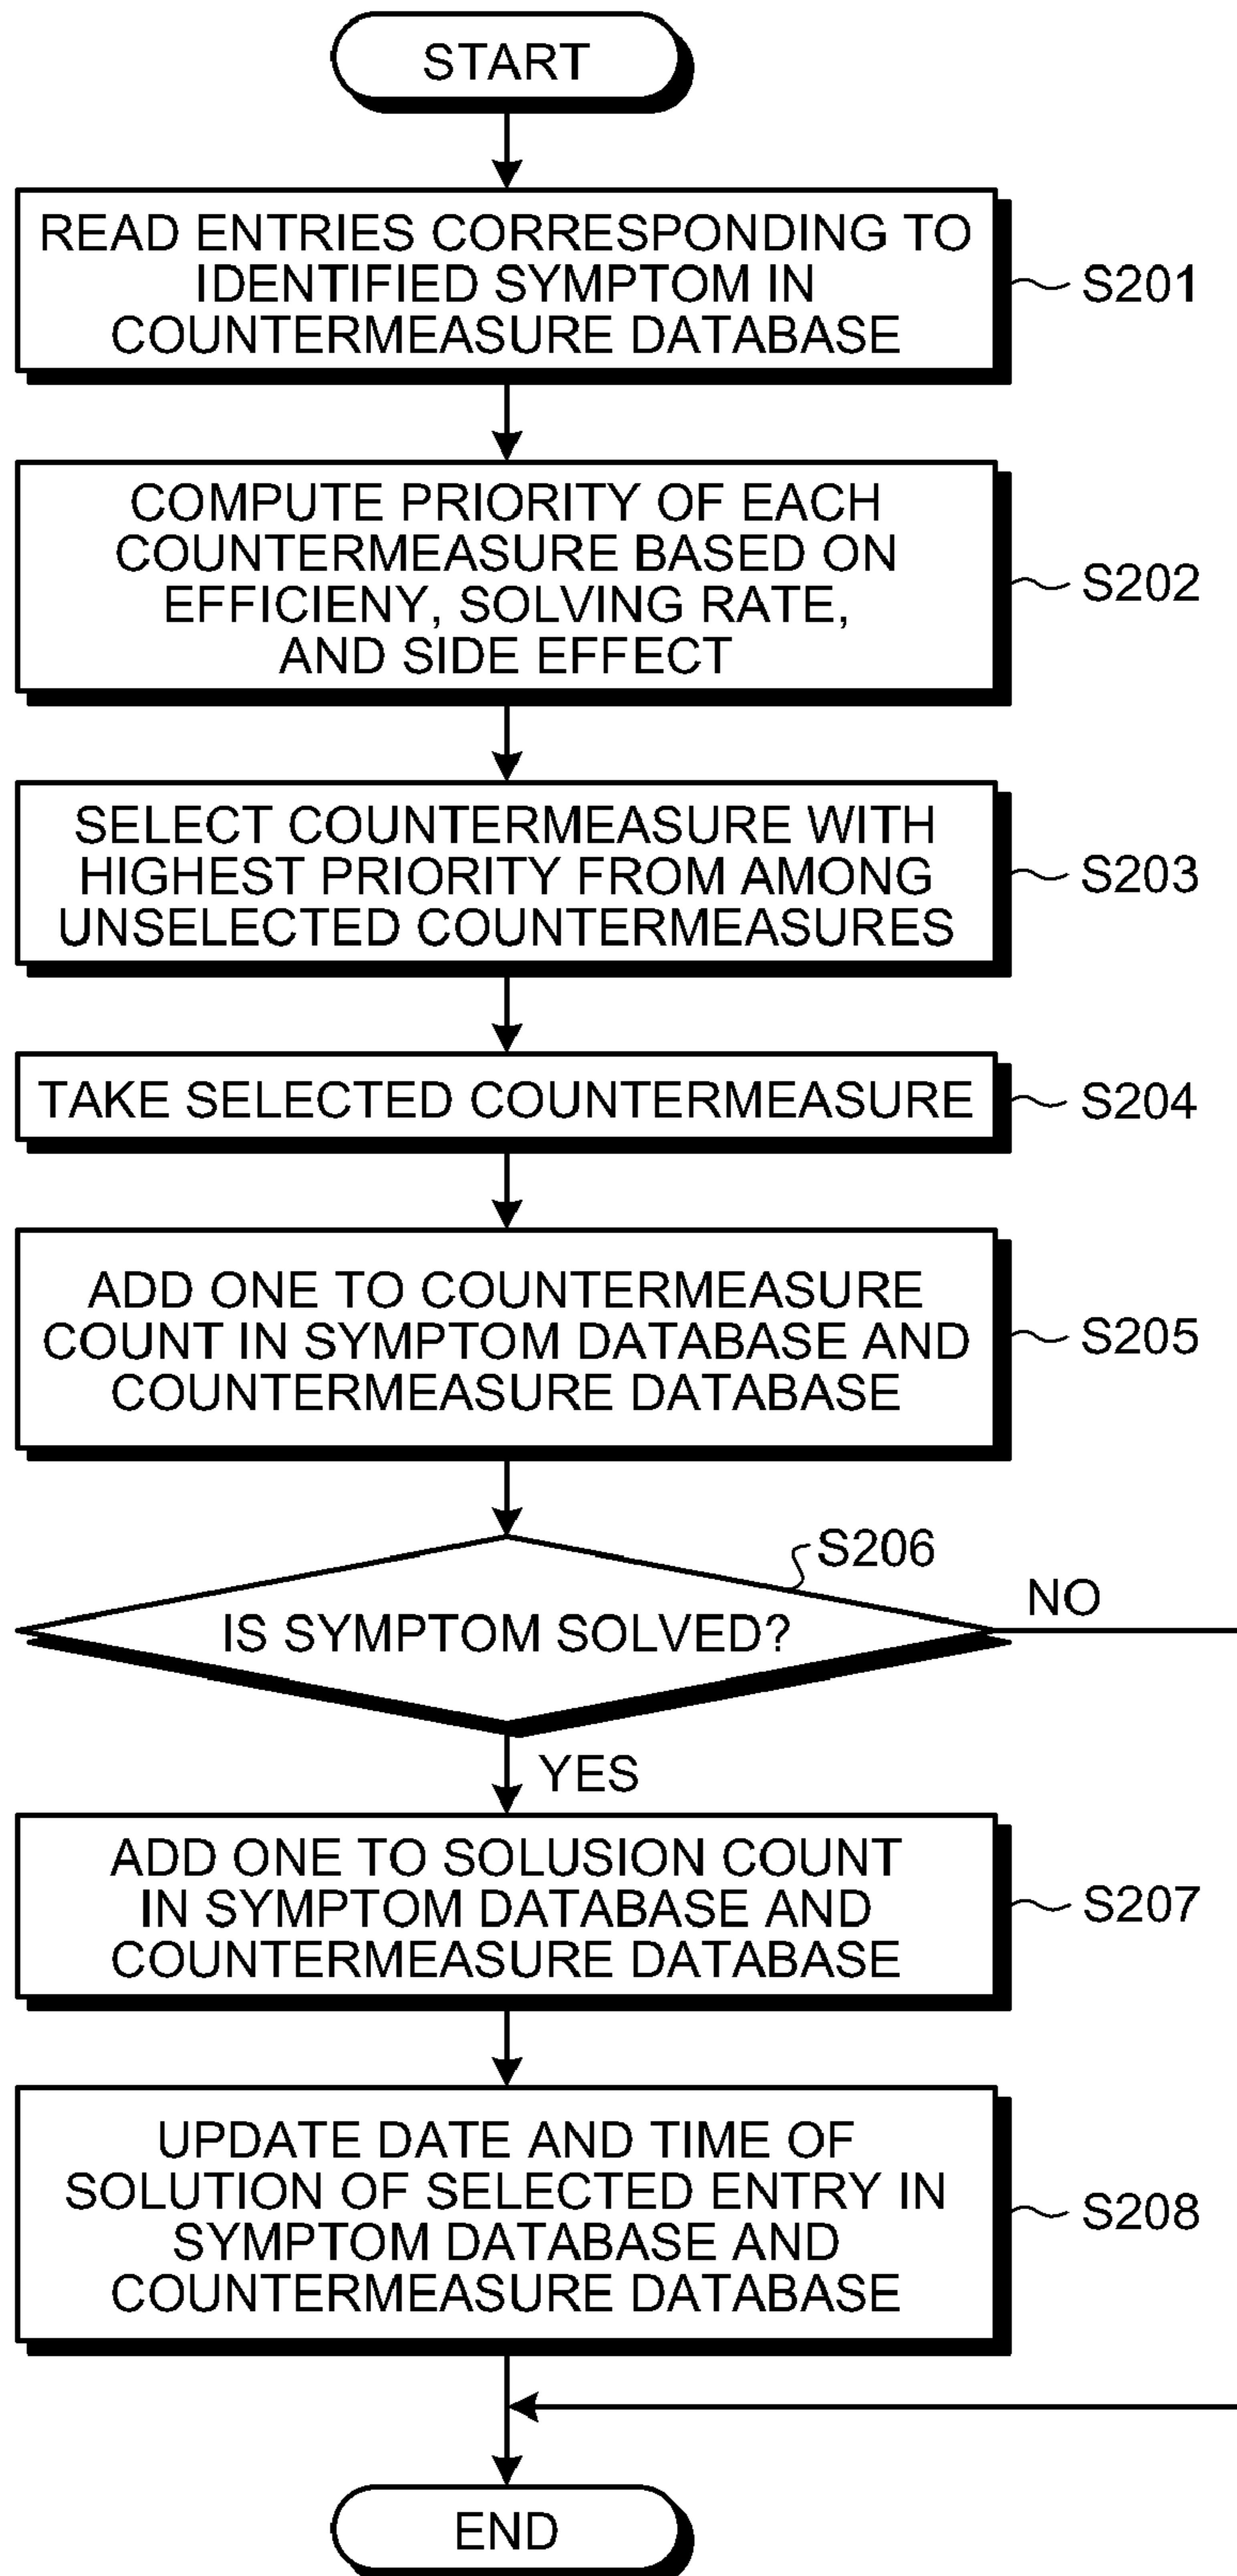 START
READ ENTRIES CORRESPONDING TO
IDENTIFIED SYMPTOM IN
COUNTERMEASURE DATABASE
S201
COMPUTE PRIORITY OF EACH
COUNTERMEASURE BASED ON
EFFICIENY, SOLVING RATE,
AND SIDE EFFECT
S202
SELECT COUNTERMEASURE WITH
HIGHEST PRIORITY FROM AMONG
UNSELECTED COUNTERMEASURES
S203
TAKE SELECTED COUNTERMEASURE
S204
ADD ONE TO COUNTERMEASURE
COUNT IN SYMPTOM DATABASE AND
COUNTERMEASURE DATABASE
S205
S206
IS SYMPTOM SOLVED?
NO
YES
ADD ONE TO SOLUSION COUNT
IN SYMPTOM DATABASE AND
COUNTERMEASURE DATABASE
S207
UPDATE DATE AND TIME OF
SOLUTION OF SELECTED ENTRY IN
SYMPTOM DATABASE AND
COUNTERMEASURE DATABASE
S208
END